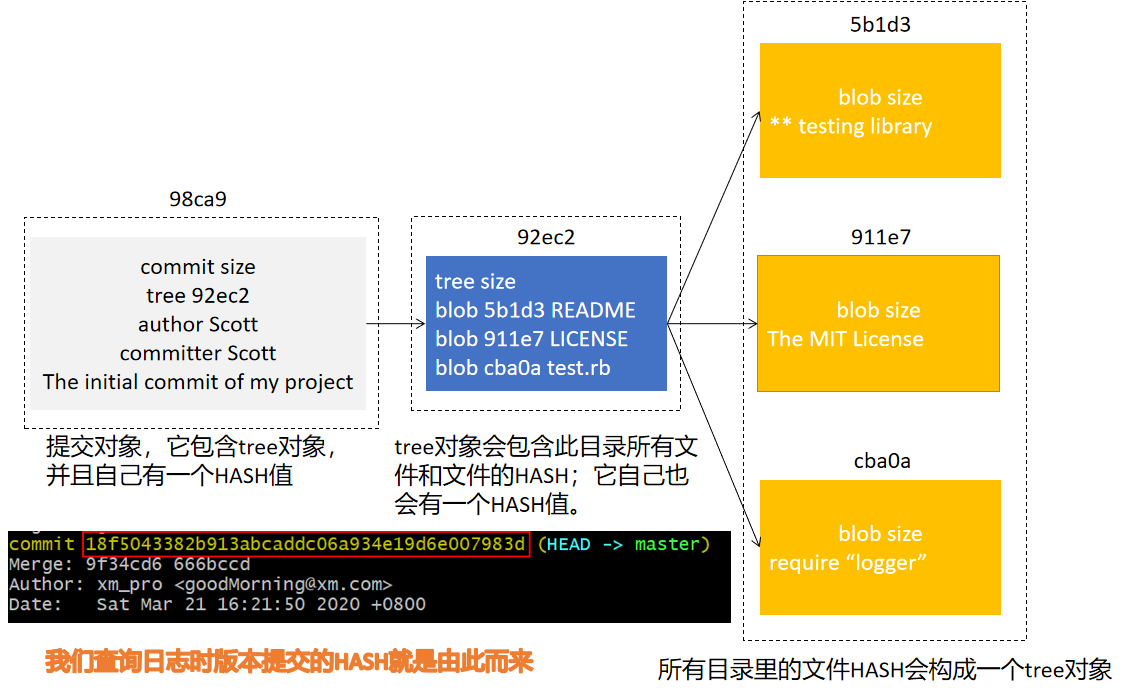 98ca9
commit size
tree 92ec2
author Scott
committer Scott
The initial commit of my project
提交对象，它包含tree对象，
并且自己有一个HASH值
92ec2
tree size
blob 5b1d3 README
blob 911e7 LICENSE
blob cba0a test.rb
tree对象会包含此目录所有文
件和文件的HASH；它自己也
会有一个HASH值。
5b1d3
blob size
** testing library
911e7
blob size
The MIT License
cba0a
blob size
require “logger”
所有目录里的文件HASH会构成一个tree对象
commit 18f5043382b913abcaddc06a934e19d6e007983d (HEAD -> master)
Merge: 9f34cd6 666bccd
Author: xm_pro <goodMorning@xm.com>
Date:   Sat Mar 21 16:21:50 2020 +0800
我们查询日志时版本提交的HASH就是由此而来